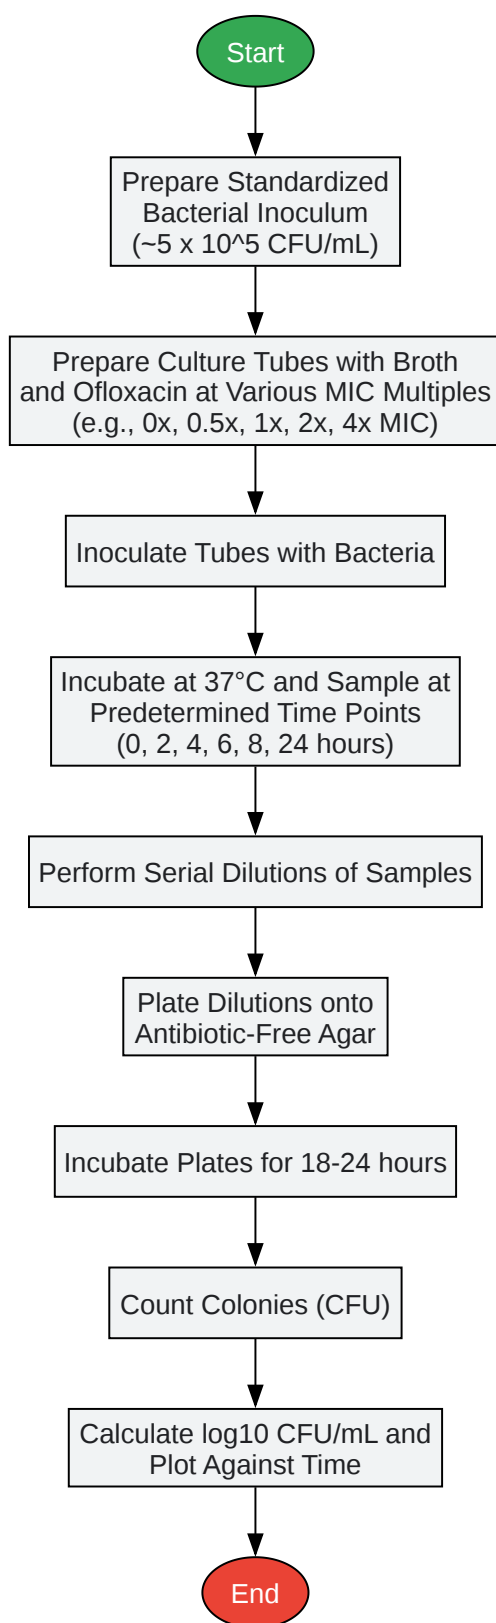 Start
Prepare Standardized
Bacterial Inoculum
(~5 x 10^5 CFU/mL)
Prepare Culture Tubes with Broth
and Ofloxacin at Various MIC Multiples
(e.g., 0x, 0.5x, 1x, 2x, 4x MIC)
Inoculate Tubes with Bacteria
Incubate at 37°C and Sample at
Predetermined Time Points
(0, 2, 4, 6, 8, 24 hours)
Perform Serial Dilutions of Samples
Plate Dilutions onto
Antibiotic-Free Agar
Incubate Plates for 18-24 hours
Count Colonies (CFU)
Calculate log10 CFU/mL and
Plot Against Time
End